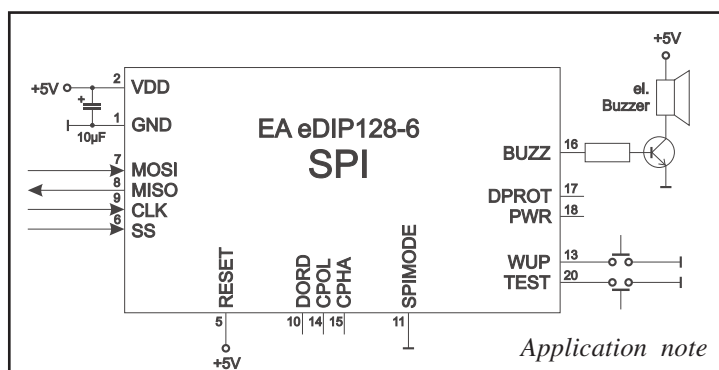 +5V
el.
Buzzer
+5V
2
VDD
1
GND
+
10µF
EA eDIP128-6
SPI
7
MOSI
8
MISO
9
CLK
6
SS
BUZZ
16
DPROT
17
PWR
18
WUP
13
TEST
20
RESET
DORD
CPOL
CPHA
SPIMODE
5
10
14
15
11
+5V
Application note